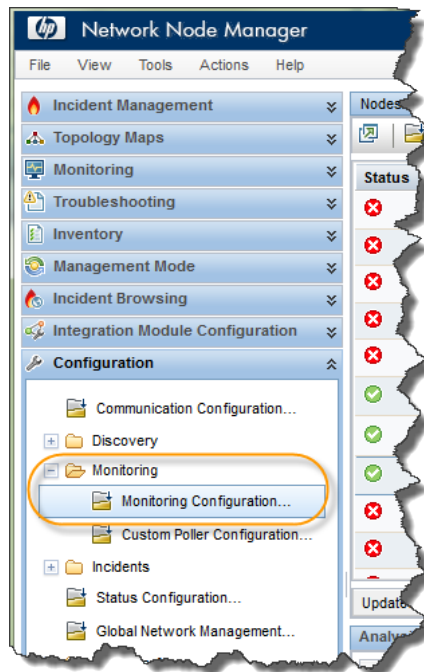 hp Network Node Manager
File View Tools Actions Help
Incident Management
Topology Maps
Monitoring
Troubleshooting
Inventory
Management Mode
Incident Browsing
Integration Module Configuration
Configuration
Communication Configuration...
Discovery
Monitoring
Monitoring Configuration...
Custom Poller Configuration...
Incidents
Status Configuration...
Global Network Management...
Nodes
Status
Update
Analy